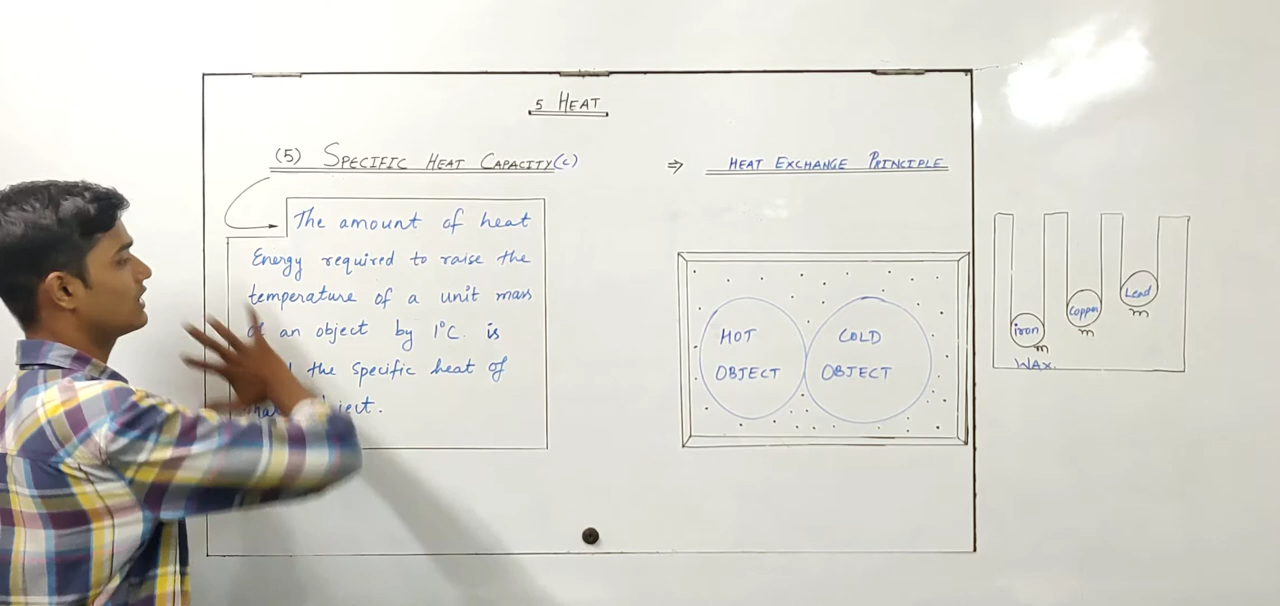 5 HEAT
(5) SPECIFIC HEAT CAPACITY (c)
The amount of heat
Energy required to raise the
temperature of a unit mass
an object by 1°C. is
the specific heat of
⇒ HEAT EXCHANGE PRINCIPLE
HOT
OBJECT
COLD
OBJECT
iron
m
Copper
m
Lead
m
WAX.